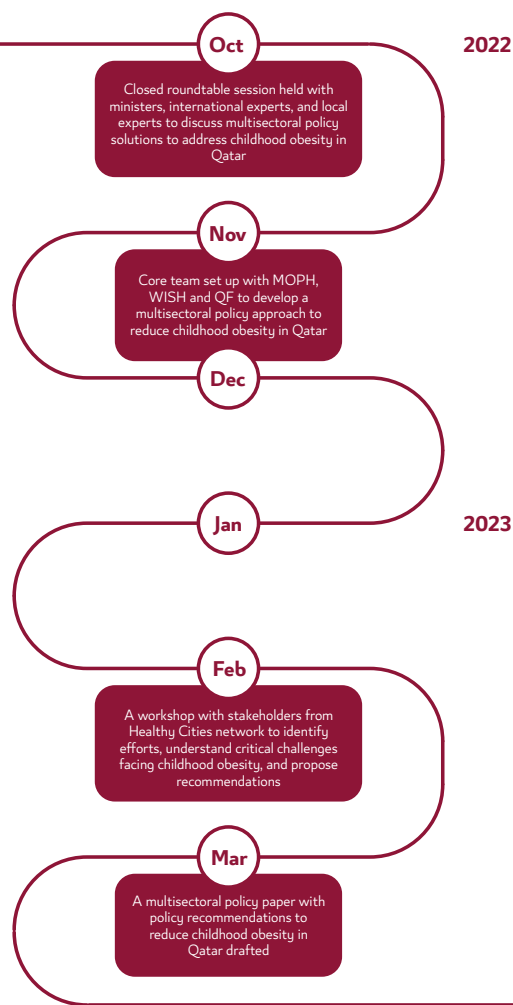 Oct
2022
Closed roundtable session held with
ministers, international experts, and local
experts to discuss multisectoral policy
solutions to address childhood obesity in
Qatar
Nov
Core team set up with MOPH,
WISH and QF to develop a
multisectoral policy approach to
reduce childhood obesity in Qatar
Dec
Jan
2023
Feb
A workshop with stakeholders from
Healthy Cities network to identify
efforts, understand critical challenges
facing childhood obesity, and propose
recommendations
Mar
A multisectoral policy paper with
policy recommendations to
reduce childhood obesity in
Qatar drafted